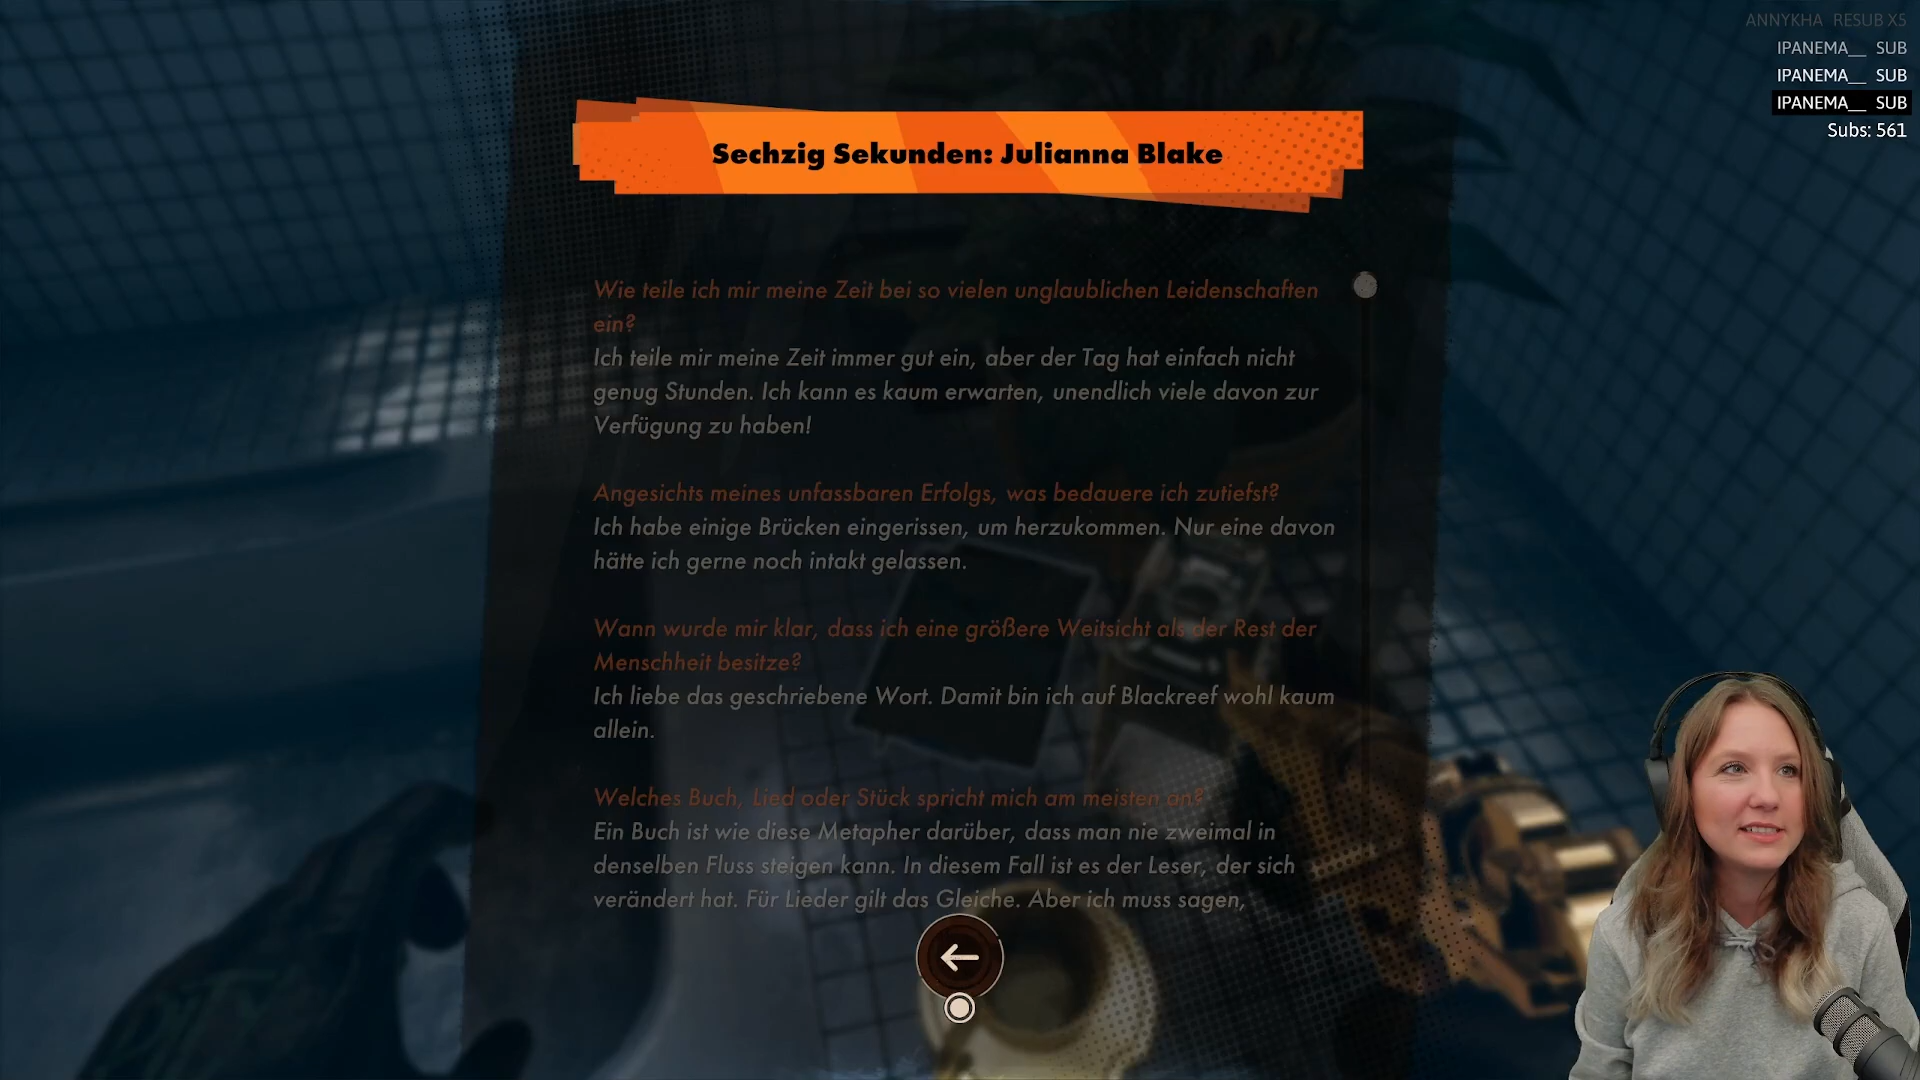 ANNYKHA RESUB X5
IPANEMA__ SUB
IPANEMA__ SUB
IPANEMA__ SUB
Subs: 561
Sechzig Sekunden: Julianna Blake
Wie teile ich mir meine Zeit bei so vielen unglaublichen Leidenschaften
ein?
Ich teile mir meine Zeit immer gut ein, aber der Tag hat einfach nicht
genug Stunden. Ich kann es kaum erwarten, unendlich viele davon zur
Verfügung zu haben!
Angesichts meines unfassbaren Erfolgs, was bedauere ich zutiefst?
Ich habe einige Brücken eingerissen, um herzukommen. Nur eine davon
hätte ich gerne noch intakt gelassen.
Wann wurde mir klar, dass ich eine größere Weitsicht als der Rest der
Menschheit besitze?
Ich liebe das geschriebene Wort. Damit bin ich auf Blackreef wohl kaum
allein.
Welches Buch, Lied oder Stück spricht mich am meisten an?
Ein Buch ist wie diese Metapher darüber, dass man nie zweimal in
denselben Fluss steigen kann. In diesem Fall ist es der Leser, der sich
verändert hat. Für Lieder gilt das Gleiche. Aber ich muss sagen,